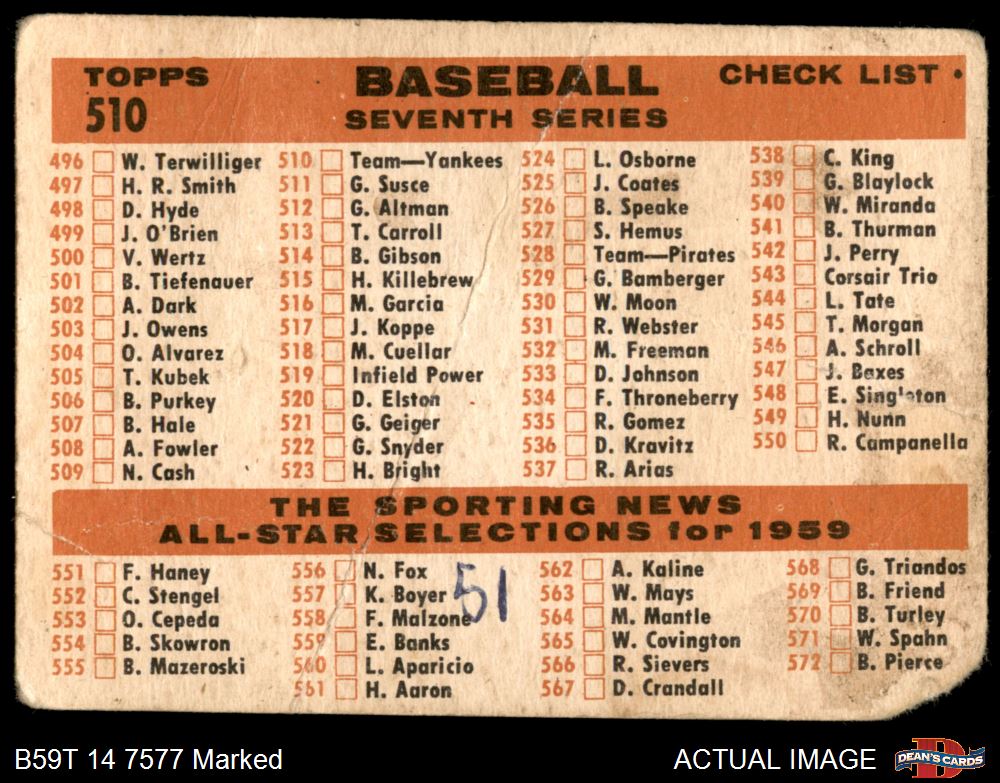 TOPPS BASEBALL CHECK LIST •
510 SEVENTH SERIES
496 W. Terwilliger
497 H. R. Smith
498 D. Hyde
499 J. O'Brien
500 V. Wertz
501 B. Tiefenauer
502 A. Dark
503 J. Owens
504 O. Alvarez
505 T. Kubek
506 B. Purkey
507 B. Hale
508 A. Fowler
509 N. Cash
510 Team—Yankees
511 G. Susce
512 G. Altman
513 T. Carroll
514 B. Gibson
515 H. Killebrew
516 M. Garcia
517 J. Koppe
518 M. Cuellar
519 Infield Power
520 D. Elston
521 G. Geiger
522 G. Snyder
523 H. Bright
524 L. Osborne
525 J. Coates
526 B. Speake
527 S. Hemus
528 Team—Pirates
529 G. Bamberger
530 W. Moon
531 R. Webster
532 M. Freeman
533 D. Johnson
534 F. Throneberry
535 R. Gomez
536 D. Kravitz
537 R. Arias
538 C. King
539 G. Blaylock
540 W. Miranda
541 B. Thurman
542 J. Perry
543 Corsair Trio
544 L. Tate
545 T. Morgan
546 A. Schroll
547 J. Boxes
548 E. Singleton
549 H. Nunn
550 R. Campanella
THE SPORTING NEWS
ALL-STAR SELECTIONS for 1959
551 F. Haney
552 C. Stengel
553 O. Cepeda
554 B. Skowron
555 B. Mazeroski
556 N. Fox
557 K. Boyer
558 F. Malzone
559 E. Banks
560 L. Aparicio
561 H. Aaron
51
562 A. Kaline
563 W. Mays
564 M. Mantle
565 W. Covington
566 R. Sievers
567 D. Crandall
568 G. Triandos
569 B. Friend
570 B. Turley
571 W. Spahn
572 B. Pierce
B59T 14 7577 Marked
ACTUAL IMAGE
DEAN'S CARDS